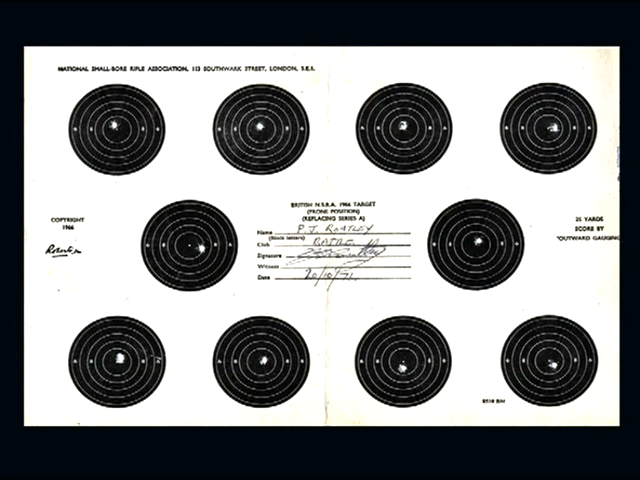 NATIONAL SMALL-BORE RIFLE ASSOCIATION, 113 SOUTHWARK STREET, LONDON, S.E.1.
BRITISH N.S.R.A. 1966 TARGET
(PRONE POSITION)
(REPLACING SERIES A)
COPYRIGHT
1966
25 YARDS
SCORE BY
"OUTWARD GAUGING
Name P.J. ROATLEY
(Block letters)
Club
Signature
Witness
Date 20/10/71